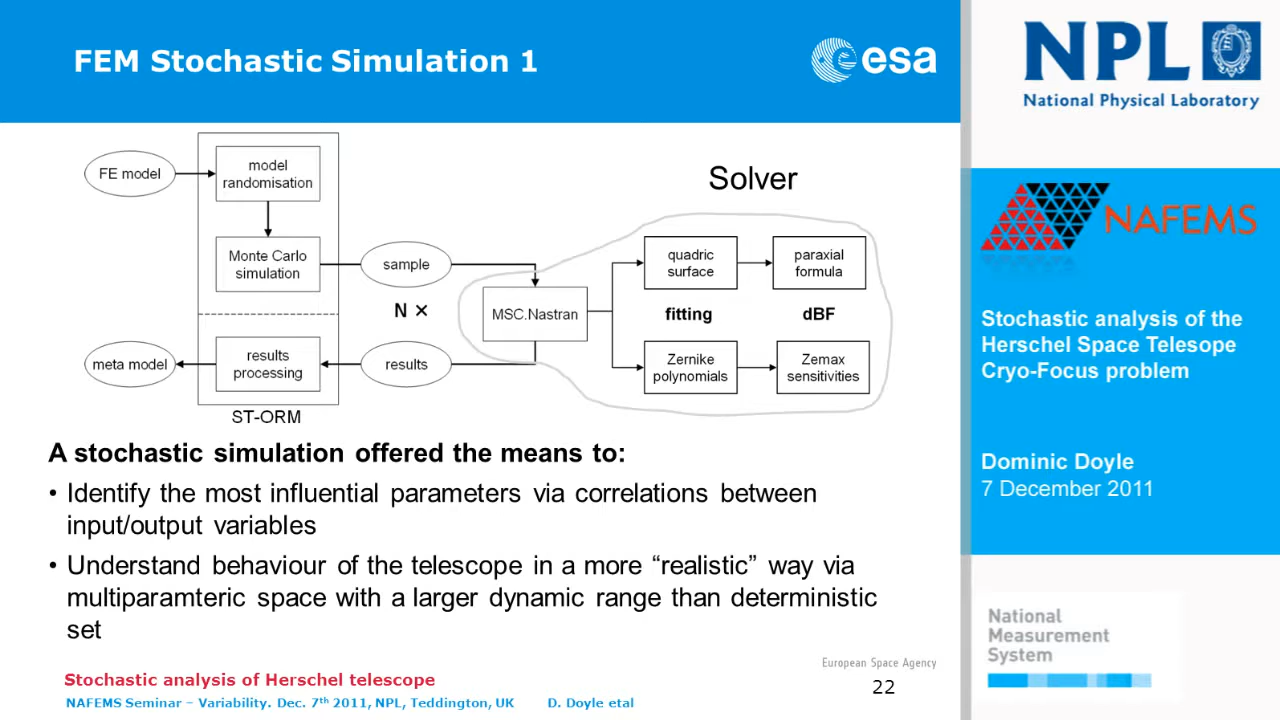 FEM Stochastic Simulation 1
esa
FE model
model
randomisation
Monte Carlo
simulation
sample
N ×
Solver
quadric
surface
paraxial
formula
MSC.Nastran
fitting
dBF
meta model
results
processing
results
Zernike
polynomials
Zemax
sensitivities
ST-ORM
A stochastic simulation offered the means to:
• Identify the most influential parameters via correlations between
input/output variables
• Understand behaviour of the telescope in a more “realistic” way via
multiparamteric space with a larger dynamic range than deterministic
set
European Space Agency
Stochastic analysis of Herschel telescope
22
NAFEMS Seminar – Variability. Dec. 7th 2011, NPL, Teddington, UK D. Doyle etal
NPL
National Physical Laboratory
NAFEMS
Stochastic analysis of the
Herschel Space Telesope
Cryo-Focus problem
Dominic Doyle
7 December 2011
National
Measurement
System